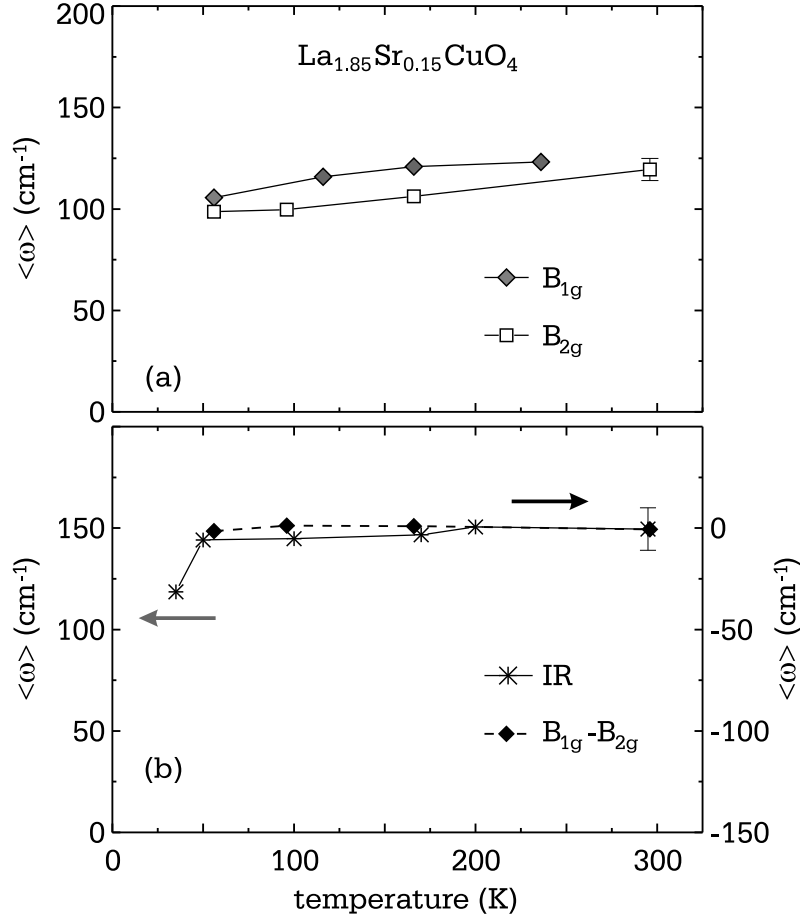 200
La1.85Sr0.15CuO4
150
100
50
0
<ω> (cm-1)
B1g
B2g
(a)
150
100
50
0
<ω> (cm-1)
0
-50
-100
-150
<ω> (cm-1)
IR
B1g-B2g
(b)
0 100 200 300
temperature (K)